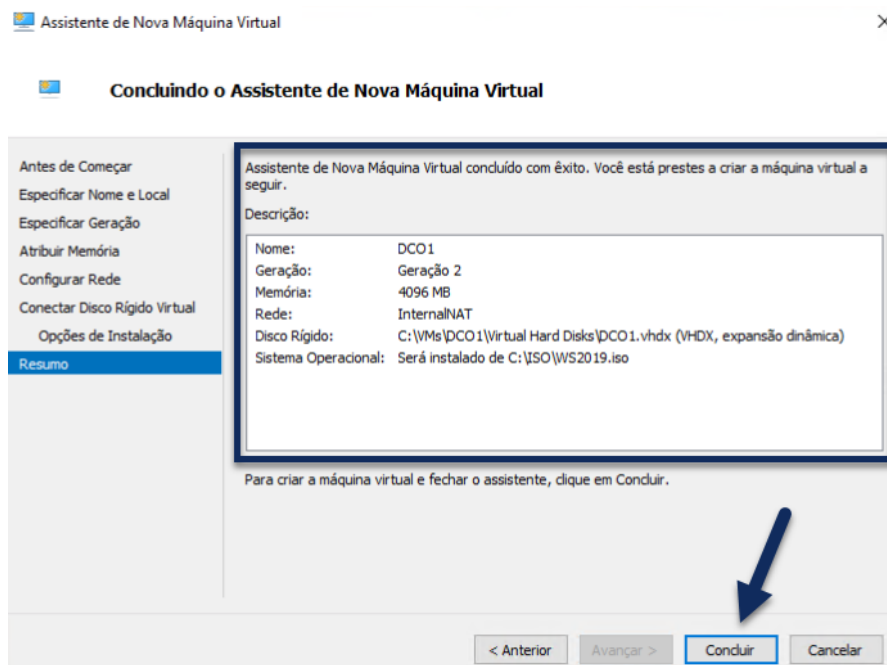 Assistente de Nova Máquina Virtual
Concluindo o Assistente de Nova Máquina Virtual
Antes de Começar
Especificar Nome e Local
Especificar Geração
Atribuir Memória
Configurar Rede
Conectar Disco Rígido Virtual
Opções de Instalação
Resumo
Assistente de Nova Máquina Virtual concluído com êxito. Você está prestes a criar a máquina virtual a
seguir.
Descrição:
Nome: DCO1
Geração: Geração 2
Memória: 4096 MB
Rede: InternalNAT
Disco Rígido: C:\VMs\DCO1\Virtual Hard Disks\DCO1.vhdx (VHDX, expansão dinâmica)
Sistema Operacional: Será instalado de C:\ISO\WS2019.iso
Para criar a máquina virtual e fechar o assistente, clique em Concluir.
< Anterior Avançar > Concluir Cancelar